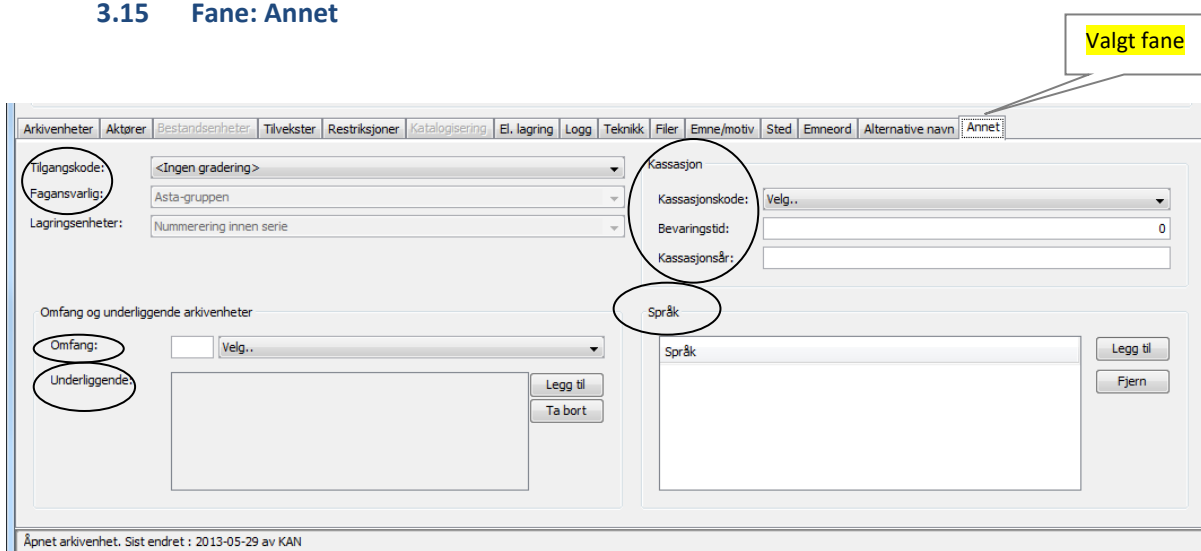 3.15 Fane: Annet
Valgt fane
Arkivenheter Aktører Bestandsenheter Tilvekster Restriksjoner Katalogisering El. lagring Logg Teknikk Filer Emne/motiv Sted Emneord Alternative navn Annet
Tilgangskode: <Ingen gradering>
Fagansvarlig: Asta-gruppen
Lagringsenheter: Nummerering innen serie
Kassasjon
Kassasjonskode: Velg..
Bevaringstid: 0
Kassasjonsår:
Omfang og underliggende arkivenheter
Omfang: Velg..
Underliggende:
Legg til
Ta bort
Språk
Språk
Legg til
Fjern
Åpnet arkivenhet. Sist endret : 2013-05-29 av KAN